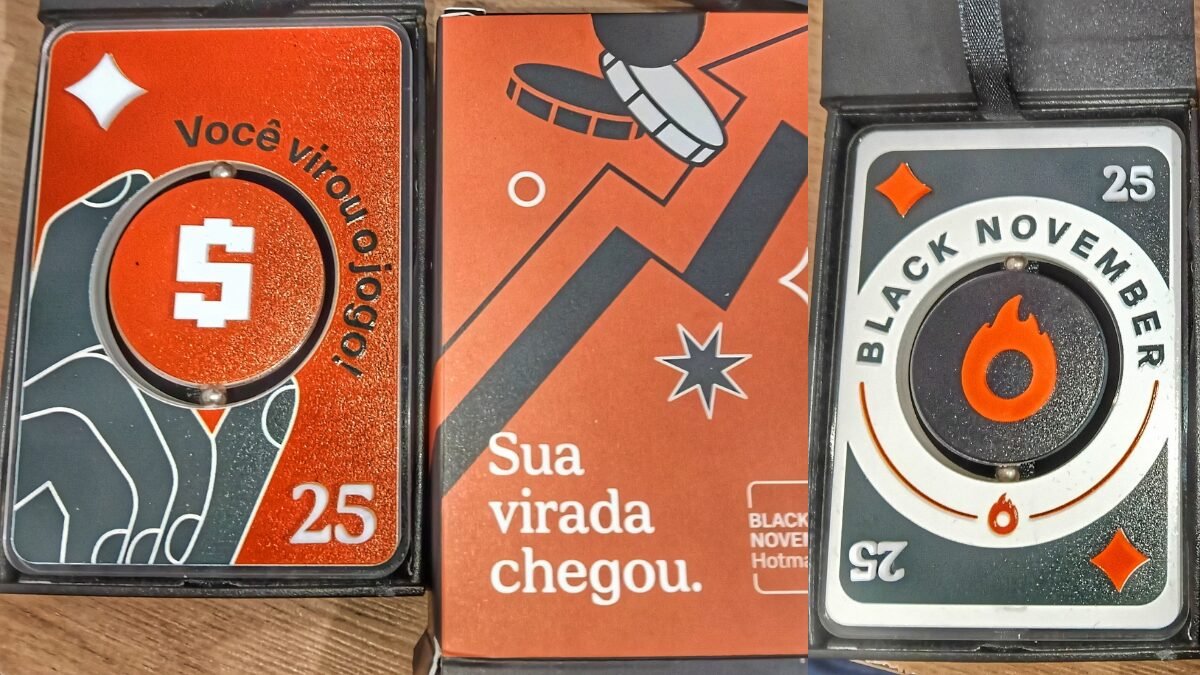 Você virou o jogo!
$
25
Sua
virada
chegou.
BLACK
NOVEM
Hotma
25
BLACK NOVEMBER
25